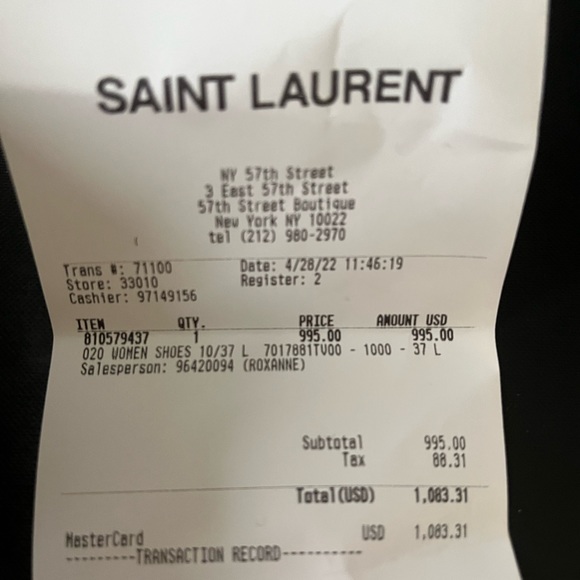 SAINT LAURENT
NY 57th Street
3 East 57th Street
57th Street Boutique
New York NY 10022
tel (212) 980-2970
Trans #: 71100 Date: 4/28/22 11:46:19
Store: 33010 Register: 2
Cashier: 97149156
ITEM QTY. PRICE AMOUNT USD
810579437 1 995.00 995.00
020 WOMEN SHOES 10/37 L 7017881TV00 - 1000 - 37 L
Salesperson: 96420094 (ROXANNE)
Subtotal 995.00
Tax 88.31
Total(USD) 1,083.31
MasterCard USD 1,083.31
---------TRANSACTION RECORD----------